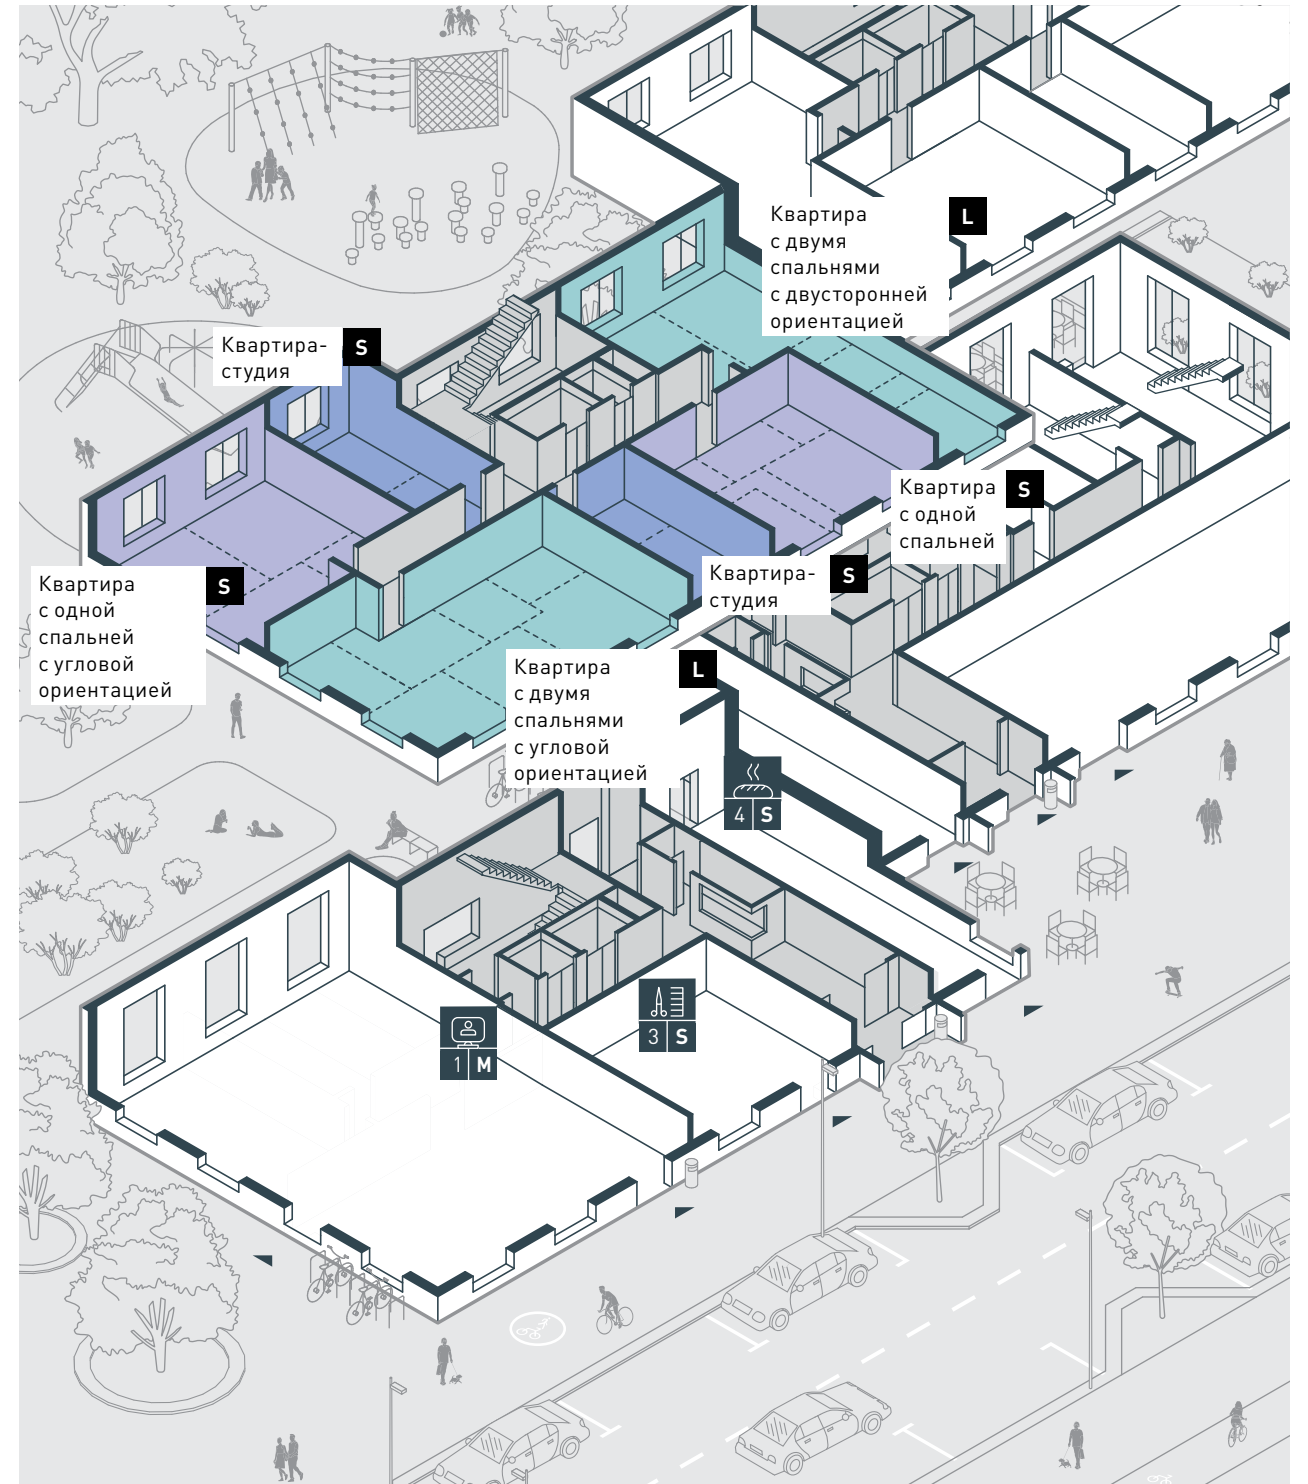 Квартира
с двумя
спальнями
с двусторонней
ориентацией
L
Квартира-
студия
S
Квартира
с одной
спальней
S
Квартира-
студия
S
Квартира
с одной
спальней
с угловой
ориентацией
S
Квартира
с двумя
спальнями
с угловой
ориентацией
L
4 S
3 S
1 M